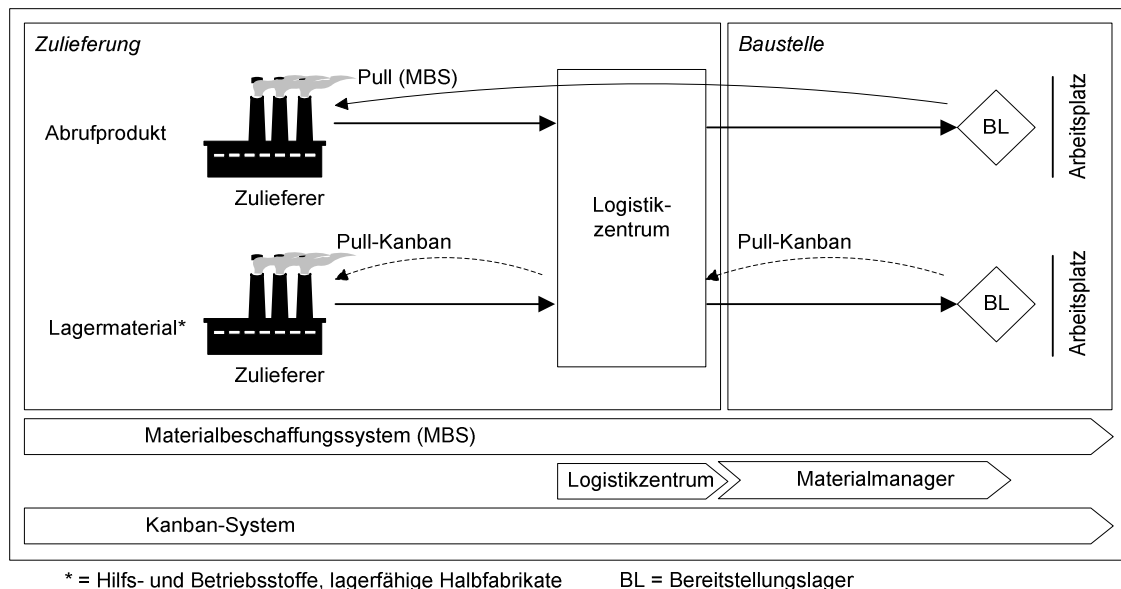 Zulieferung
Baustelle
Pull (MBS)
Abrufprodukt
BL
Arbeitsplatz
Zulieferer
Logistik-
zentrum
Pull-Kanban
Pull-Kanban
Lagermaterial*
BL
Arbeitsplatz
Zulieferer
Materialbeschaffungssystem (MBS)
Logistikzentrum
Materialmanager
Kanban-System
* = Hilfs- und Betriebsstoffe, lagerfähige Halbfabrikate
BL = Bereitstellungslager